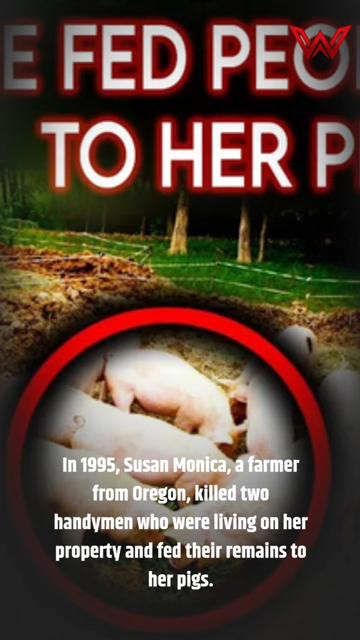 E FED PEO
TO HER P
In 1995, Susan Monica, a farmer
from Oregon, killed two
handymen who were living on her
property and fed their remains to
her pigs.